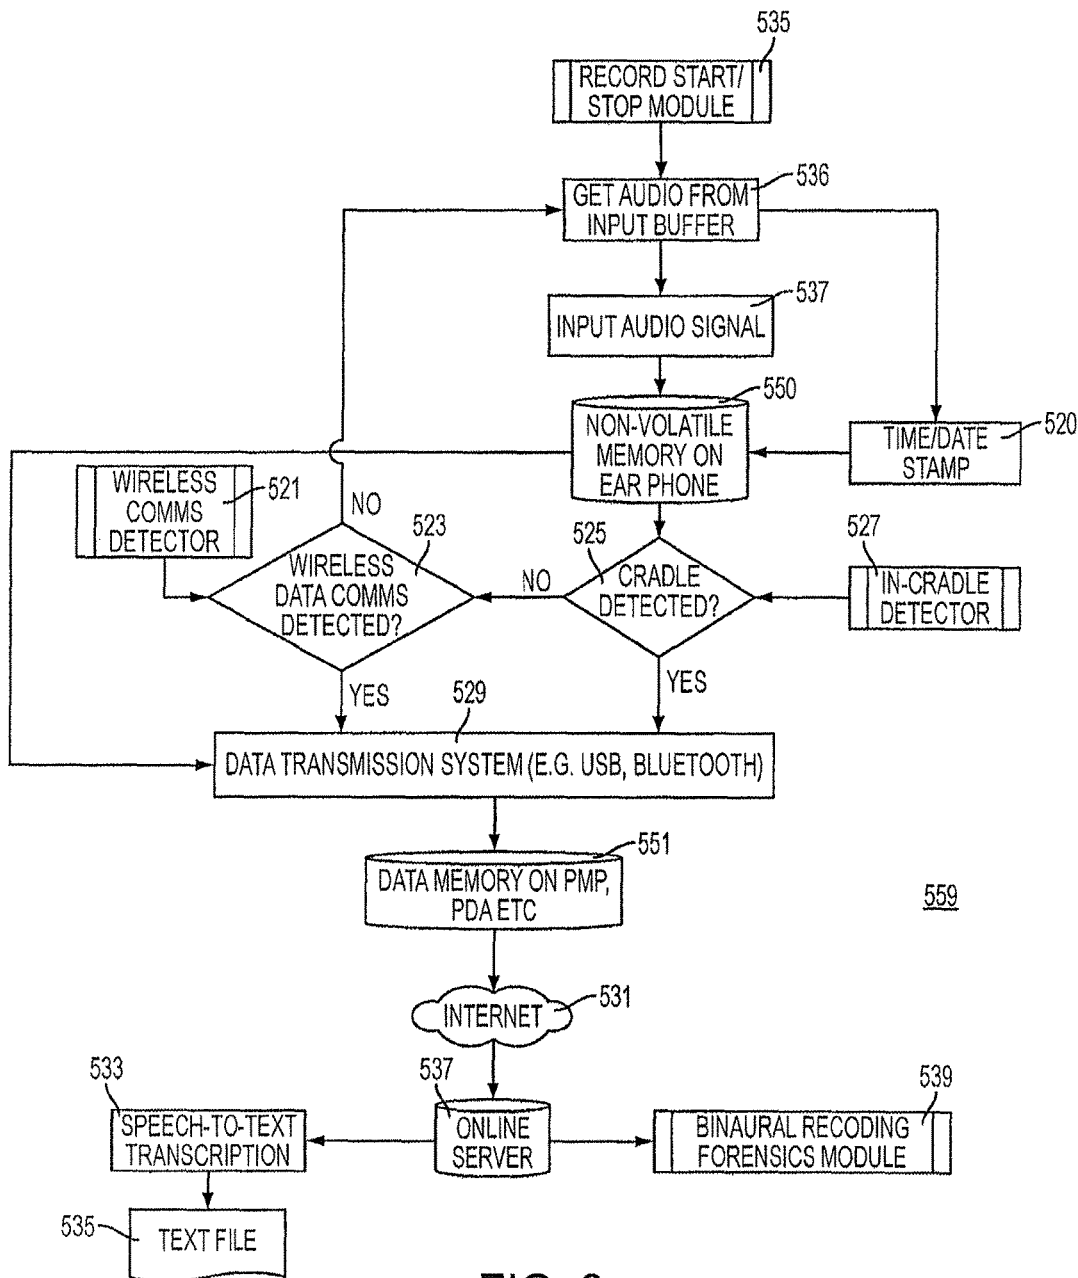 535
RECORD START/
STOP MODULE
536
GET AUDIO FROM
INPUT BUFFER
537
INPUT AUDIO SIGNAL
550
NON-VOLATILE
MEMORY ON
EAR PHONE
520
TIME/DATE
STAMP
WIRELESS
COMMS
DETECTOR
521
NO
523
WIRELESS
DATA COMMS
DETECTED?
NO
525
CRADLE
DETECTED?
527
IN-CRADLE
DETECTOR
YES
YES
529
DATA TRANSMISSION SYSTEM (E.G. USB, BLUETOOTH)
551
DATA MEMORY ON PMP,
PDA ETC
559
INTERNET
531
533
SPEECH-TO-TEXT
TRANSCRIPTION
537
ONLINE
SERVER
539
BINAURAL RECODING
FORENSICS MODULE
535
TEXT FILE